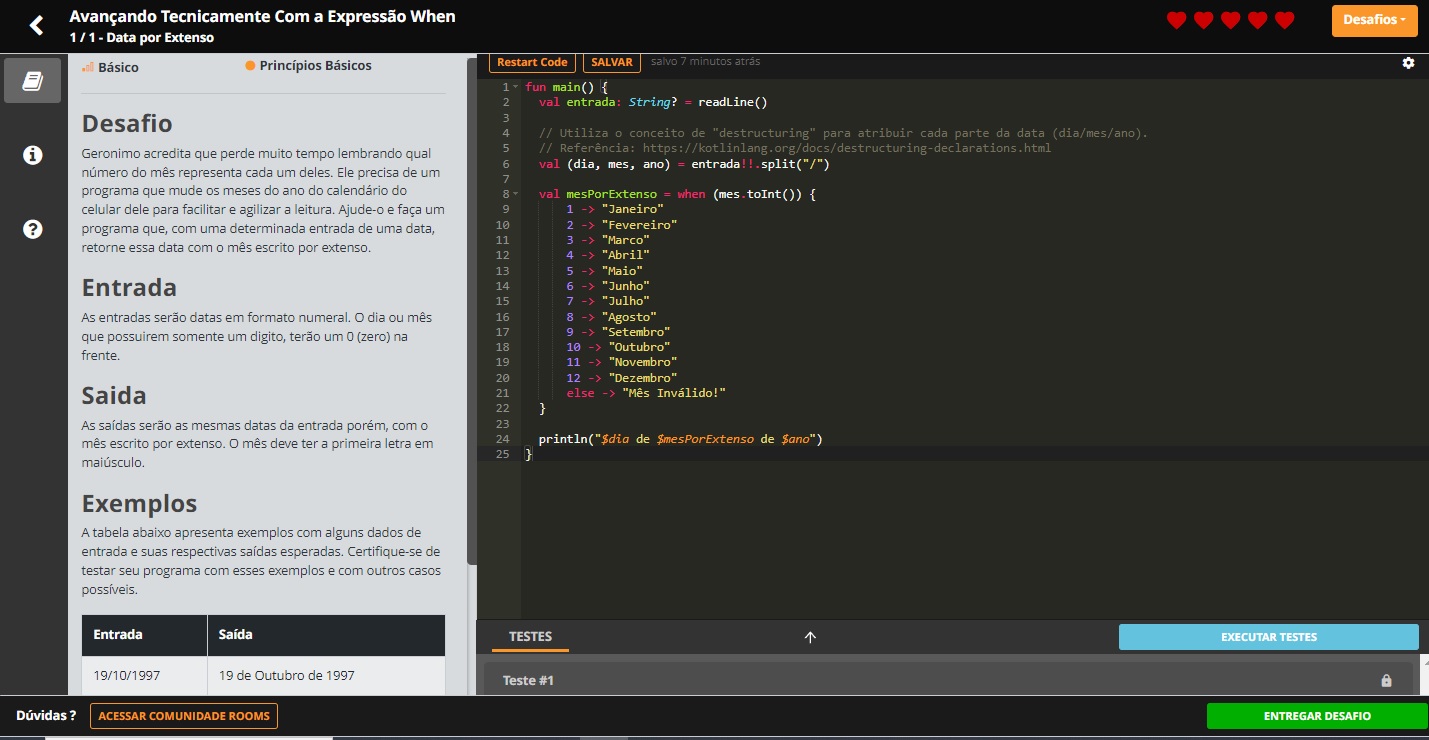 Avançando Tecnicamente Com a Expressão When
1 / 1 - Data por Extenso
Desafios
Básico
Princípios Básicos
Desafio
Geronimo acredita que perde muito tempo lembrando qual
número do mês representa cada um deles. Ele precisa de um
programa que mude os meses do ano do calendário do
celular dele para facilitar e agilizar a leitura. Ajude-o e faça um
programa que, com uma determinada entrada de uma data,
retorne essa data com o mês escrito por extenso.
Entrada
As entradas serão datas em formato numeral. O dia ou mês
que possuirem somente um digito, terão um 0 (zero) na
frente.
Saida
As saídas serão as mesmas datas da entrada porém, com o
mês escrito por extenso. O mês deve ter a primeira letra em
maiúsculo.
Exemplos
A tabela abaixo apresenta exemplos com alguns dados de
entrada e suas respectivas saídas esperadas. Certifique-se de
testar seu programa com esses exemplos e com outros casos
possíveis.
Entrada Saída
19/10/1997 19 de Outubro de 1997
Restart Code SALVAR salvo 7 minutos atrás
1 fun main() {
2 val entrada: String? = readLine()
3
4 // Utiliza o conceito de "destructuring" para atribuir cada parte da data (dia/mes/ano).
5 // Referência: https://kotlinlang.org/docs/destructuring-declarations.html
6 val (dia, mes, ano) = entrada!!.split("/")
7
8 val mesPorExtenso = when (mes.toInt()) {
9 1 -> "Janeiro"
10 2 -> "Fevereiro"
11 3 -> "Marco"
12 4 -> "Abril"
13 5 -> "Maio"
14 6 -> "Junho"
15 7 -> "Julho"
16 8 -> "Agosto"
17 9 -> "Setembro"
18 10 -> "Outubro"
19 11 -> "Novembro"
20 12 -> "Dezembro"
21 else -> "Mês Inválido!"
22 }
23
24 println("$dia de $mesPorExtenso de $ano")
25 }
TESTES
EXECUTAR TESTES
Teste #1
Dúvidas ?
ACESSAR COMUNIDADE ROOMS
ENTREGAR DESAFIO